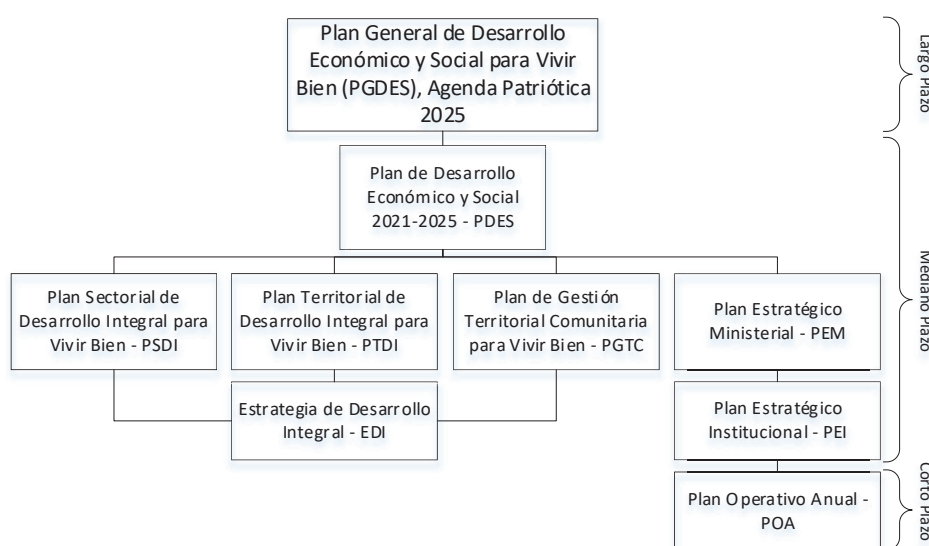 Plan General de Desarrollo
Económico y Social para Vivir
Bien (PGDES), Agenda Patriótica
2025
Largo Plazo
Plan de Desarrollo
Económico y Social
2021-2025 - PDES
Plan Sectorial de
Desarrollo Integral para
Vivir Bien - PSDI
Plan Territorial de
Desarrollo Integral para
Vivir Bien - PTDI
Plan de Gestión
Territorial Comunitaria
para Vivir Bien - PGTC
Plan Estratégico
Ministerial - PEM
Mediano Plazo
Estrategia de Desarrollo
Integral - EDI
Plan Estratégico
Institucional - PEI
Plan Operativo Anual -
POA
Corto Plazo